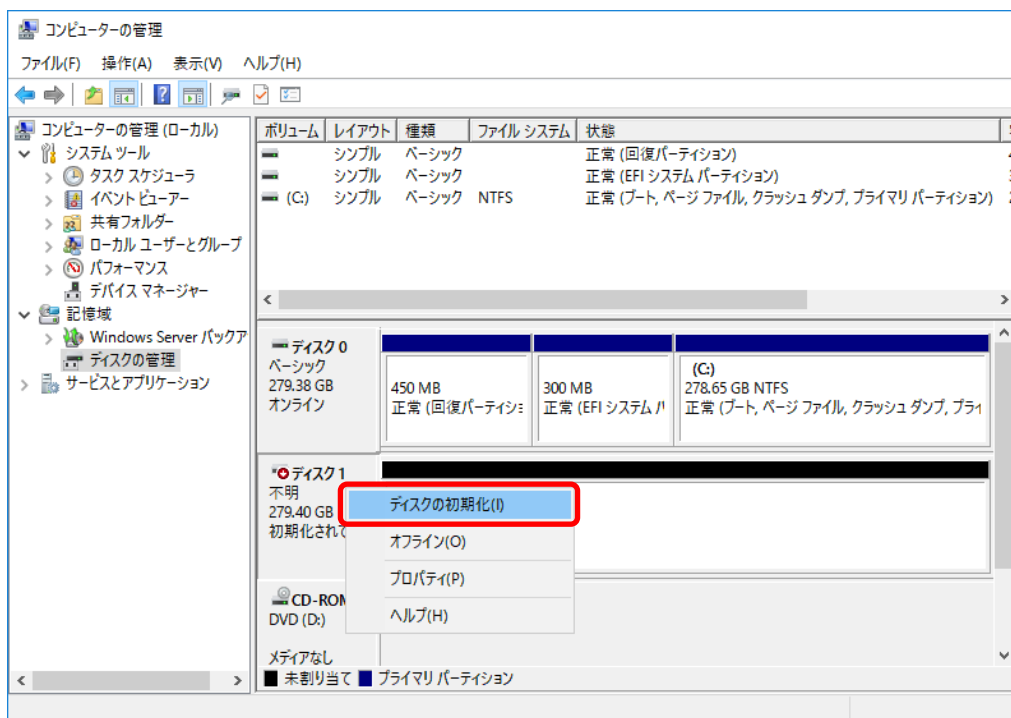 コンピューターの管理
ファイル(F) 操作(A) 表示(V) ヘルプ(H)
コンピューターの管理 (ローカル)
システム ツール
タスク スケジューラ
イベント ビューアー
共有フォルダー
ローカル ユーザーとグループ
パフォーマンス
デバイス マネージャー
記憶域
Windows Server バックア
ディスクの管理
サービスとアプリケーション
ボリューム レイアウト 種類 ファイル システム 状態
シンプル ベーシック 正常 (回復パーティション)
シンプル ベーシック 正常 (EFI システム パーティション)
(C:) シンプル ベーシック NTFS 正常 (ブート, ページ ファイル, クラッシュ ダンプ, プライマリ パーティション)
ディスク 0
ベーシック
279.38 GB
オンライン
450 MB
正常 (回復パーティシ
300 MB
正常 (EFI システム
(C:)
278.65 GB NTFS
正常 (ブート, ページ ファイル, クラッシュ ダンプ, プライ
ディスク 1
不明
279.40 GB
初期化されて
ディスクの初期化(I)
オフライン(O)
プロパティ(P)
ヘルプ(H)
CD-ROM
DVD (D:)
メディアなし
未割り当て プライマリ パーティション